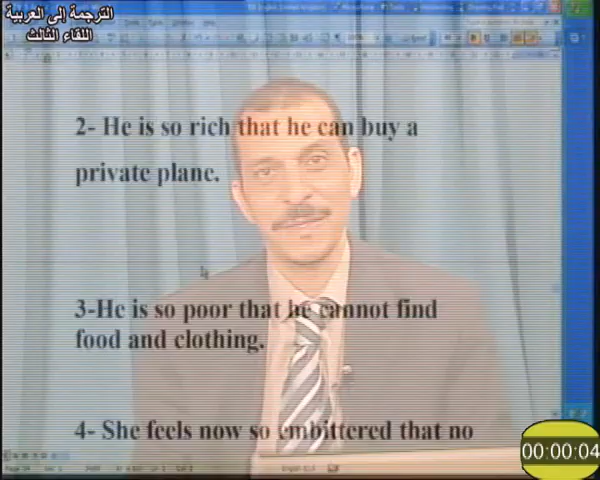 الترجمة إلى العربية
اللقاء الثالث
2- He is so rich that he can buy a
private plane.
3-He is so poor that he cannot find
food and clothing.
4- She feels now so embittered that no
00:00:04